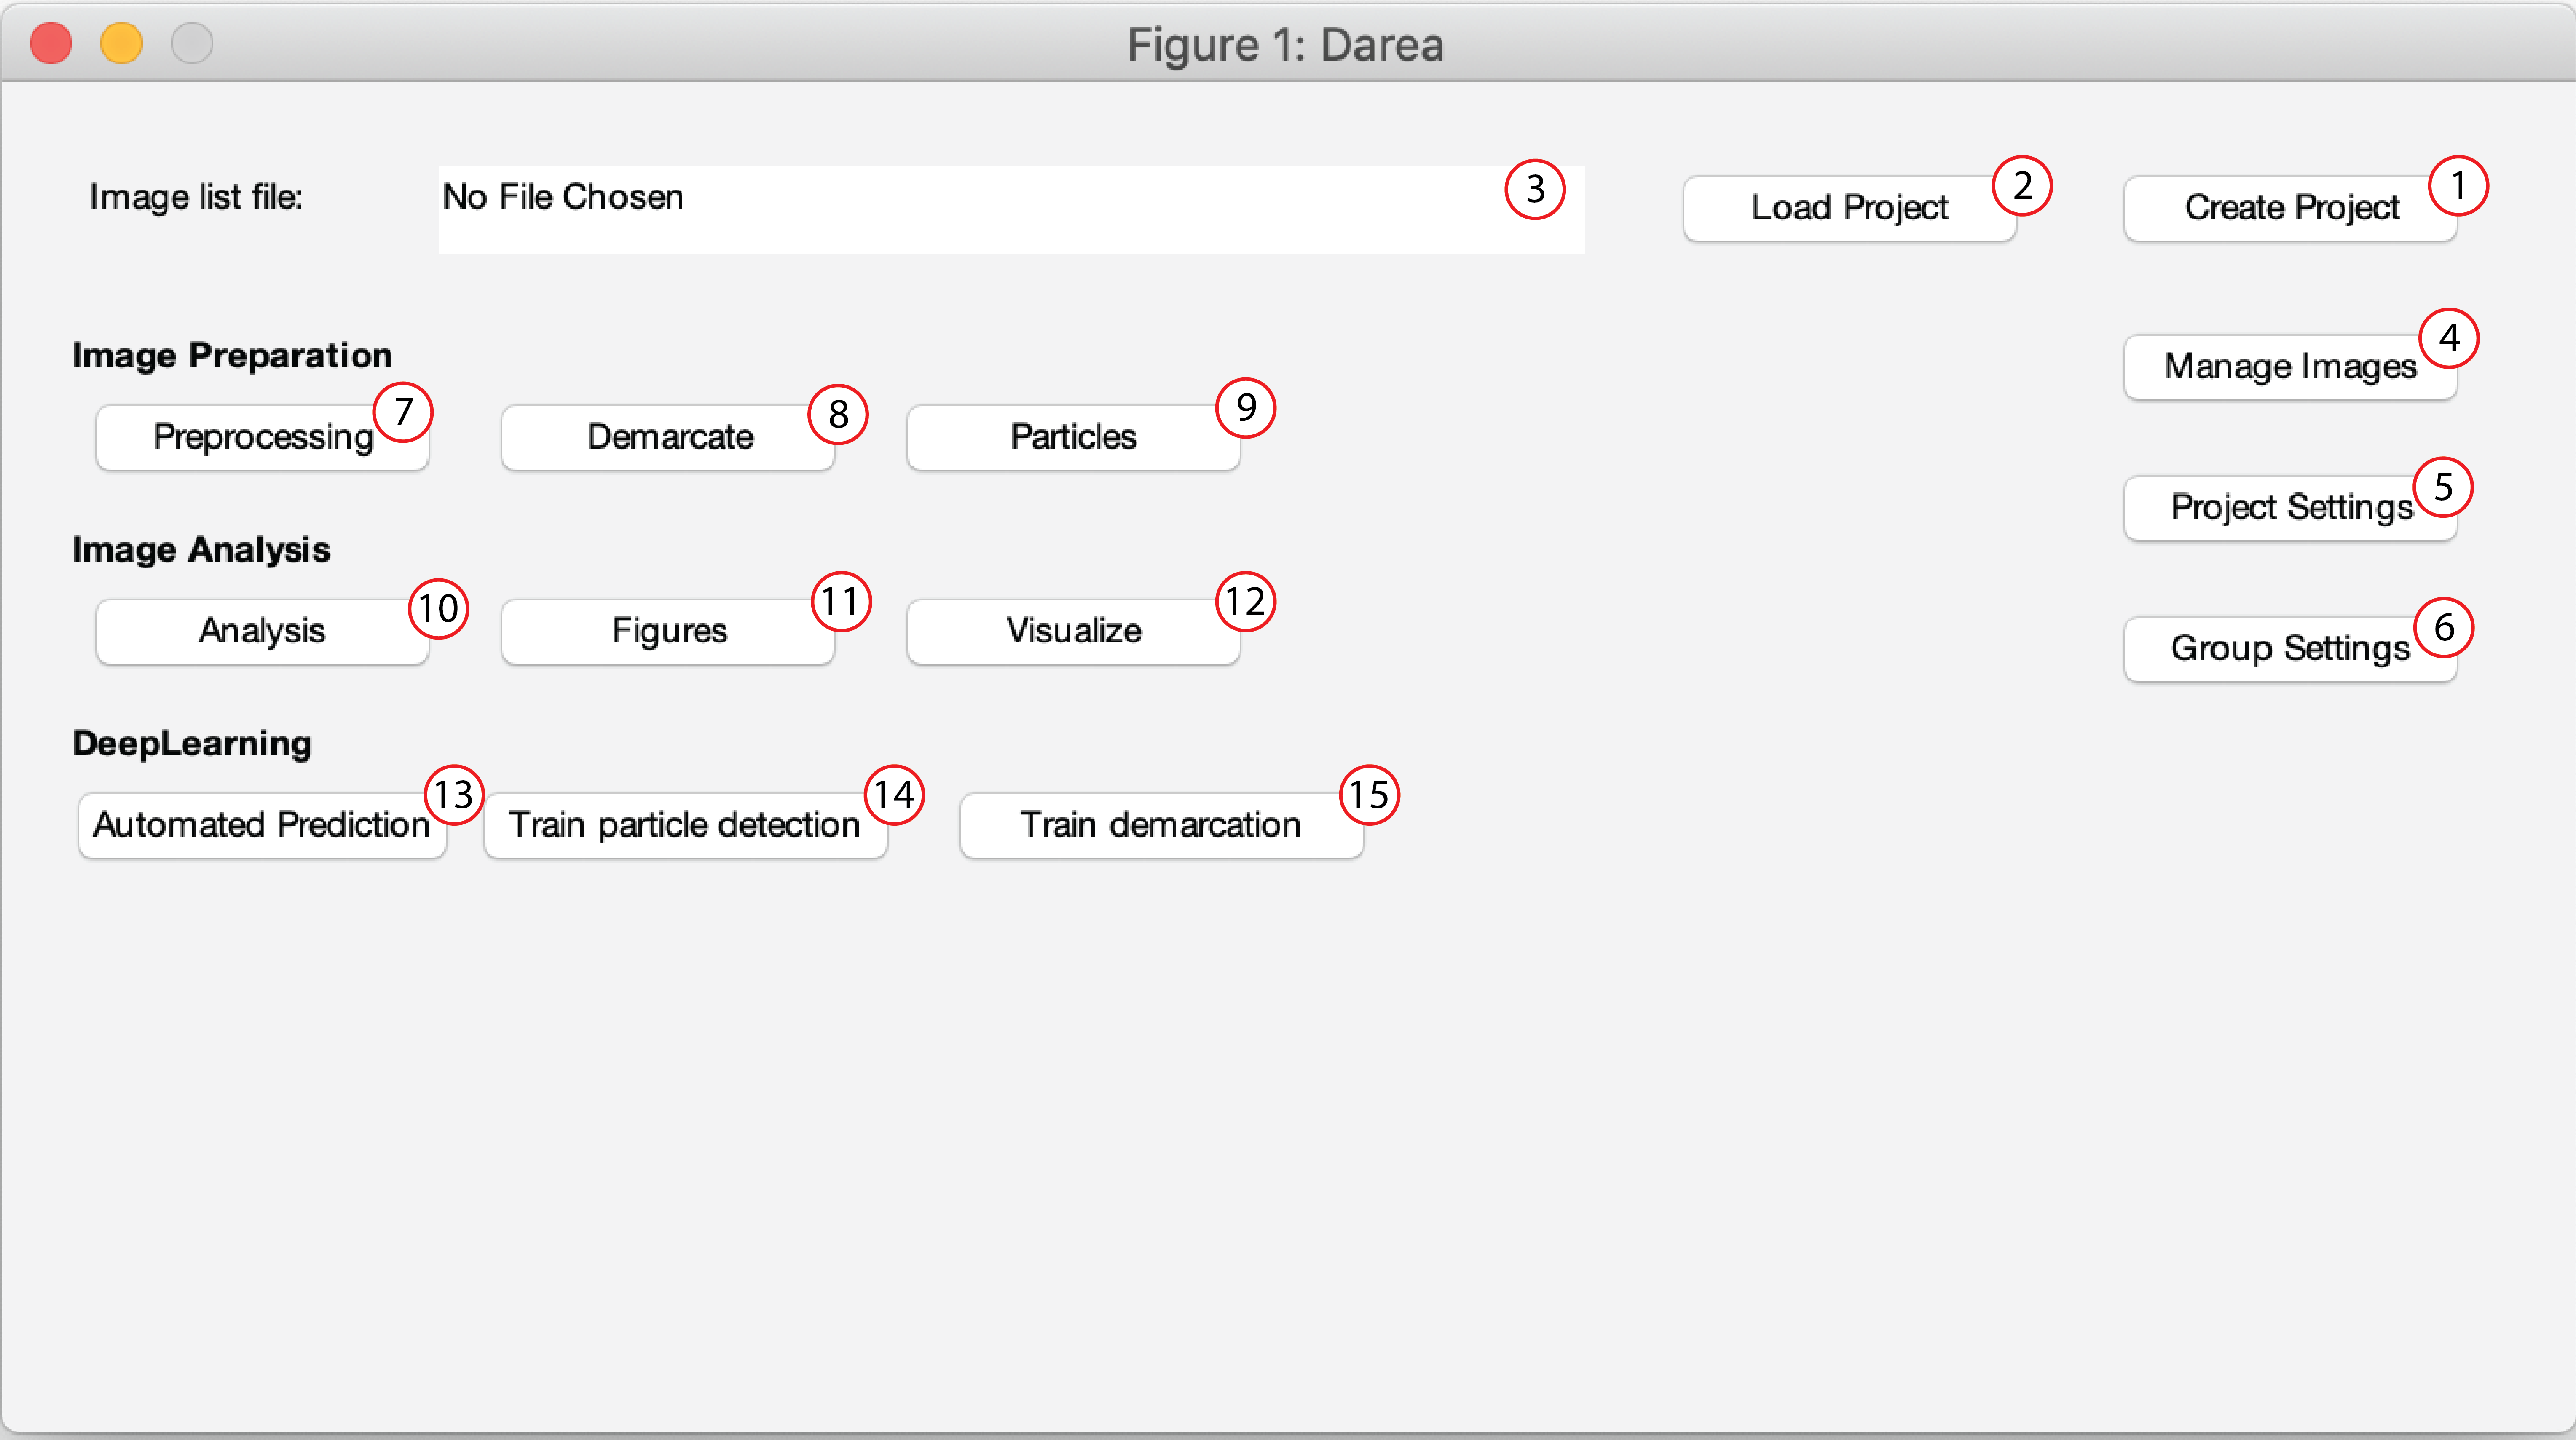 Figure 1: Darea
Image list file: No File Chosen 3 Load Project 2 Create Project 1
Manage Images 4
Project Settings 5
Group Settings 6
Image Preparation
Preprocessing 7 Demarcate 8 Particles 9
Image Analysis
Analysis 10 Figures 11 Visualize 12
DeepLearning
Automated Prediction 13 Train particle detection 14 Train demarcation 15